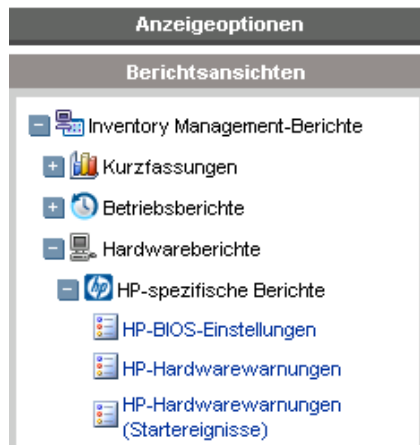 Anzeigeoptionen
Berichtsansichten
Inventory Management-Berichte
Kurzfassungen
Betriebsberichte
Hardwareberichte
hp HP-spezifische Berichte
HP-BIOS-Einstellungen
HP-Hardwarewarnungen
HP-Hardwarewarnungen
(Startereignisse)